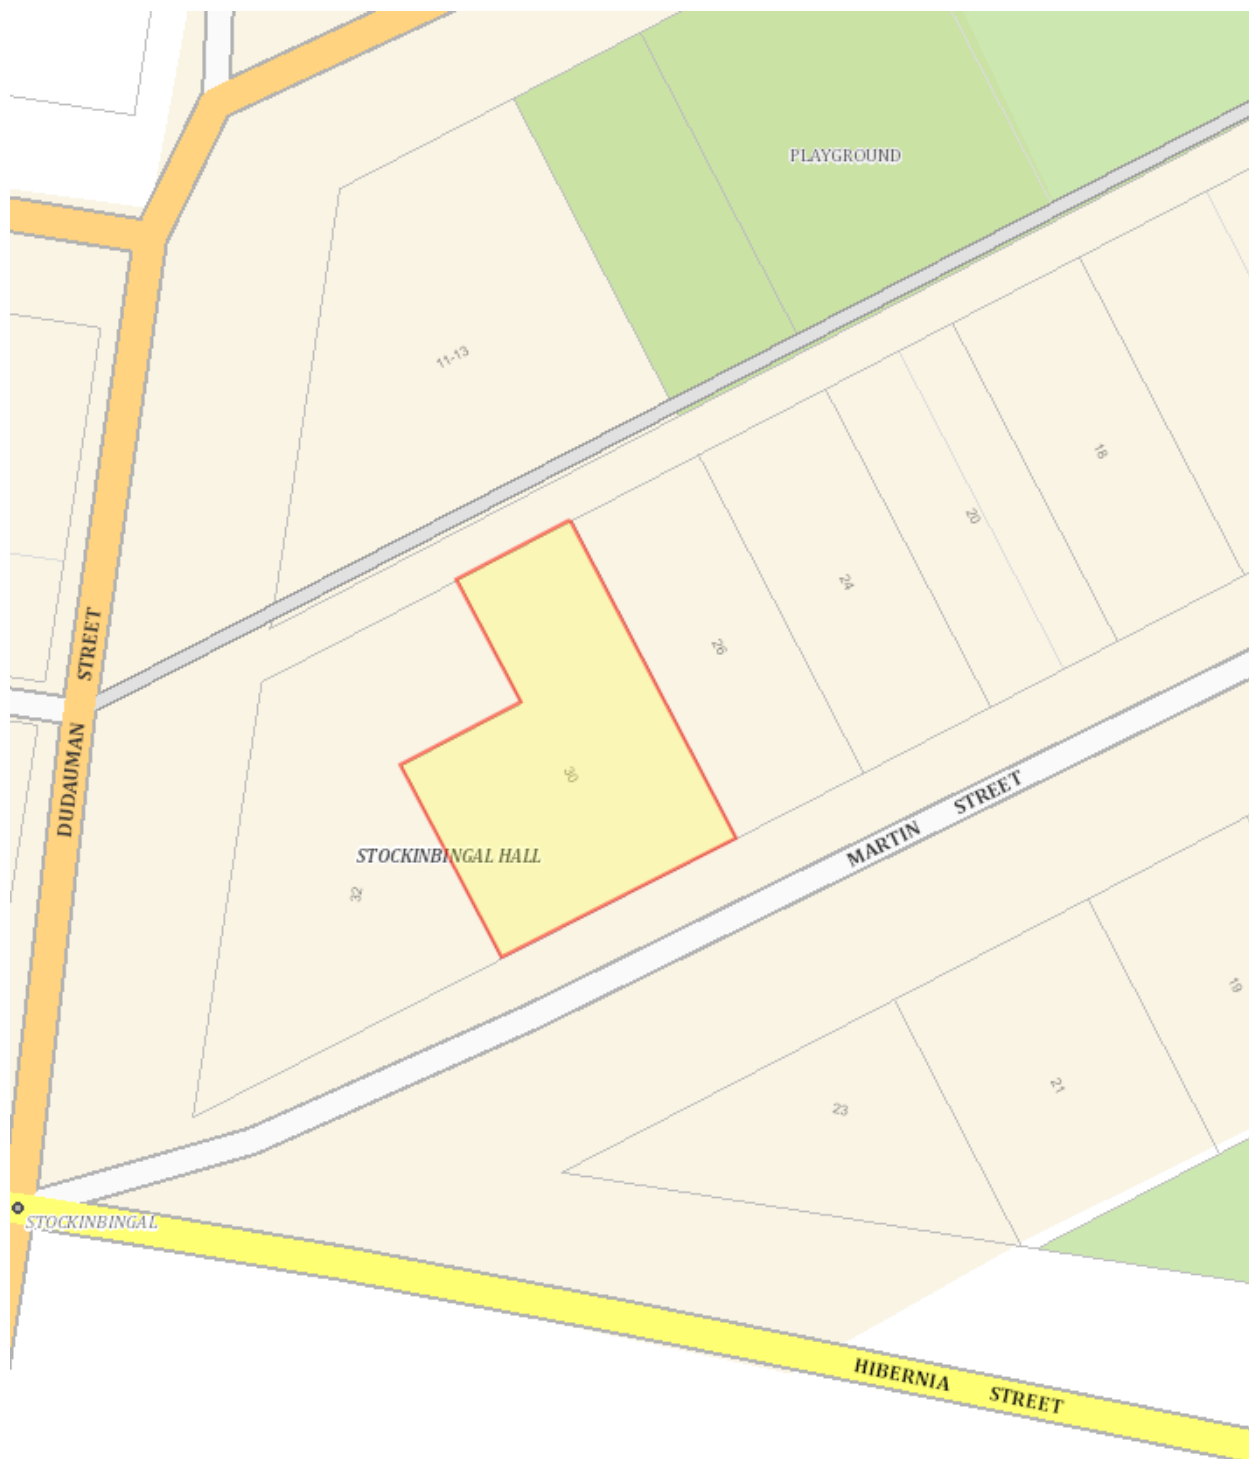 PLAYGROUND
11-13
18
20
24
26
DUDAUMAN STREET
30
MARTIN STREET
STOCKINBINGAL HALL
32
19
21
23
STOCKINBINGAL
HIBERNIA STREET